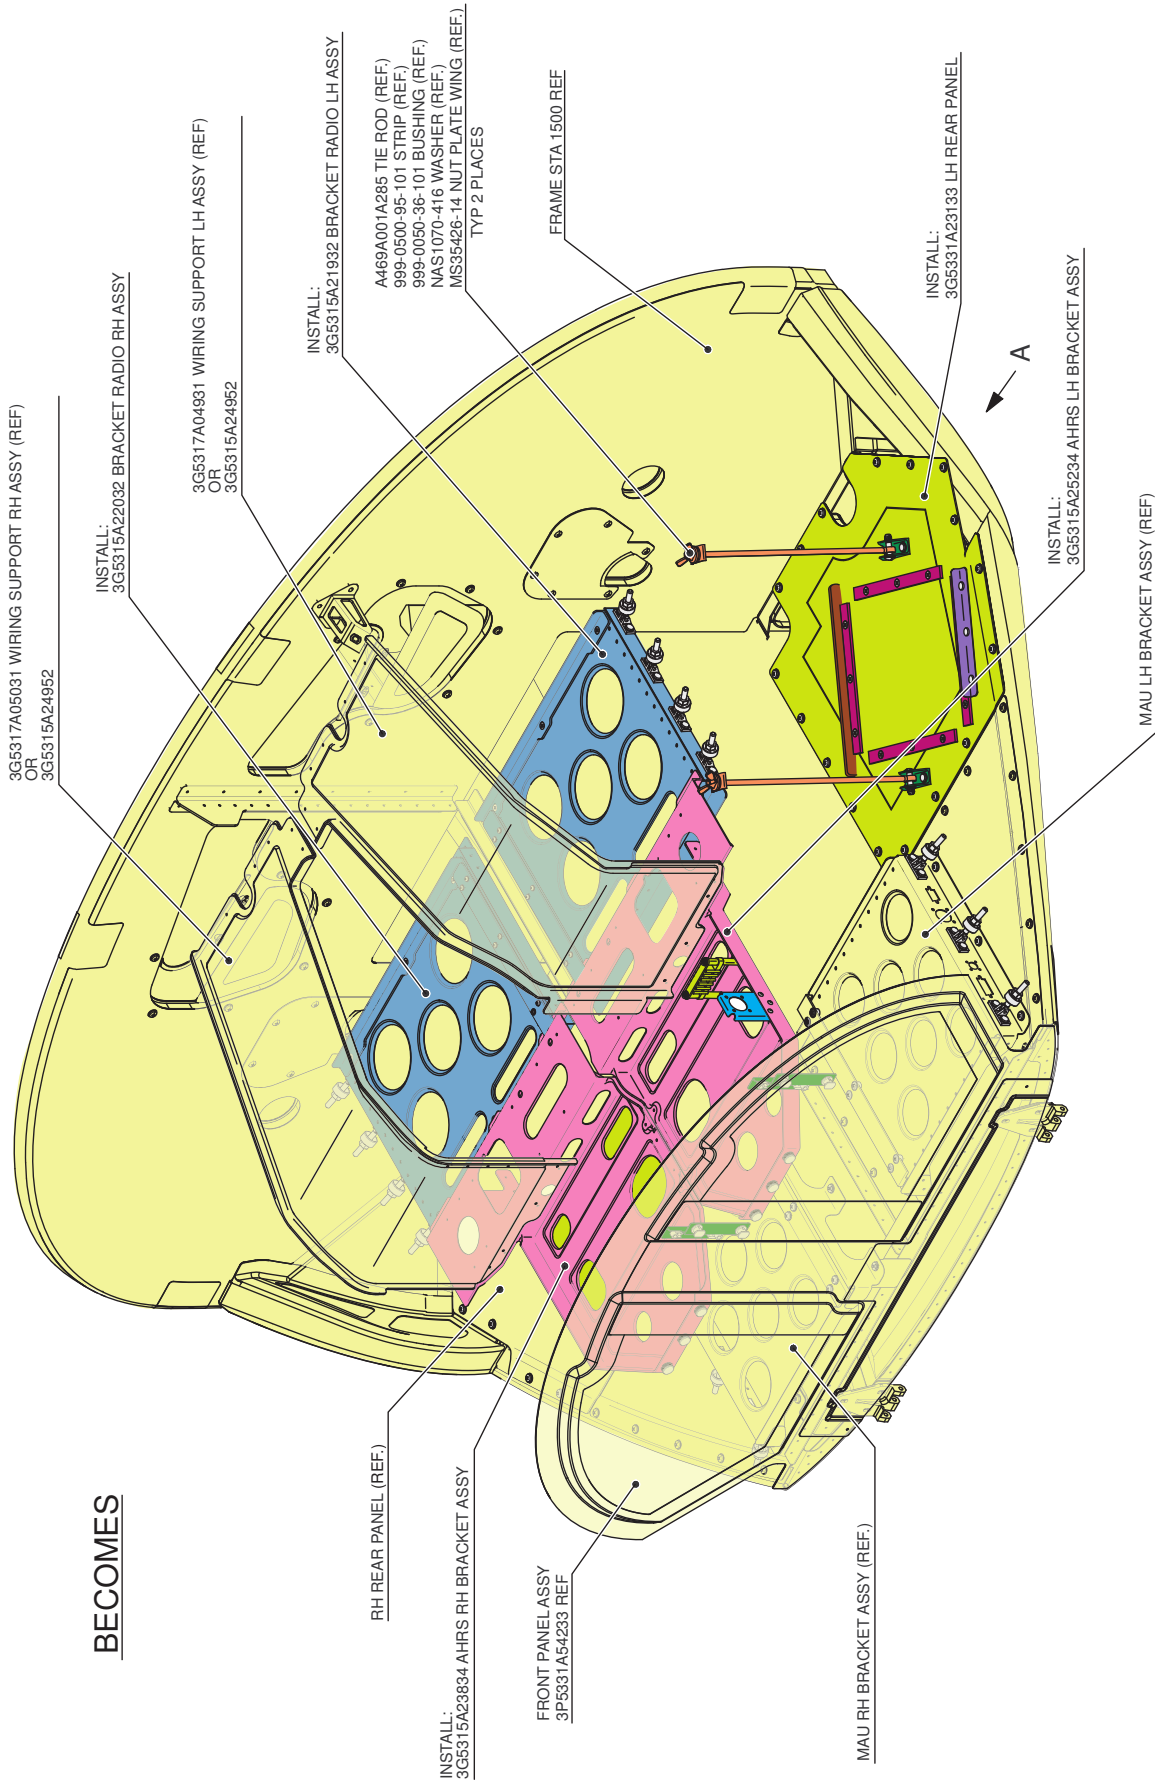 BECOMES
3G5317A05031 WIRING SUPPORT RH ASSY (REF)
OR
3G5315A24952
INSTALL:
3G5315A22032 BRACKET RADIO RH ASSY
3G5317A04931 WIRING SUPPORT LH ASSY (REF)
OR
3G5315A24952
INSTALL:
3G5315A21932 BRACKET RADIO LH ASSY
A469A001A285 TIE ROD (REF.)
999-0500-95-101 STRIP (REF.)
999-0050-36-101 BUSHING (REF.)
NAS1070-416 WASHER (REF.)
MS35426-14 NUT PLATE WING (REF.)
TYP 2 PLACES
FRAME STA 1500 REF
INSTALL:
3G5331A23133 LH REAR PANEL
A
INSTALL:
3G5315A25234 AHRS LH BRACKET ASSY
MAU LH BRACKET ASSY (REF)
RH REAR PANEL (REF.)
INSTALL:
3G5315A23834 AHRS RH BRACKET ASSY
FRONT PANEL ASSY
3P5331A54233 REF
MAU RH BRACKET ASSY (REF.)